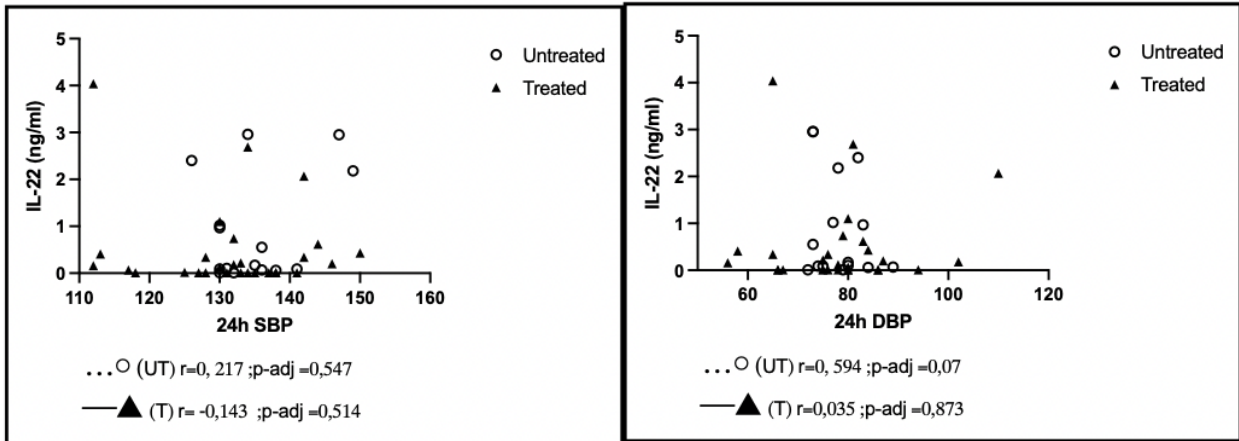 5
4
3
2
1
0
IL-22 (ng/ml)
110 120 130 140 150 160
24h SBP
Untreated
Treated
...○ (UT) r=0, 217 ;p-adj =0,547
—▲ (T) r= -0,143 ;p-adj =0,514
5
4
3
2
1
0
IL-22 (ng/ml)
60 80 100 120
24h DBP
Untreated
Treated
...○ (UT) r=0, 594 ;p-adj =0,07
—▲ (T) r=0,035 ;p-adj =0,873